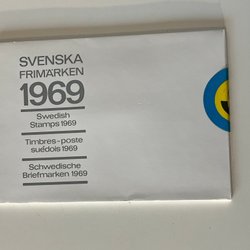 SVENSKA
FRIMÄRKEN
1969
Swedish
Stamps 1969
Timbres-poste
suédois 1969
Schwedische
Briefmarken 1969